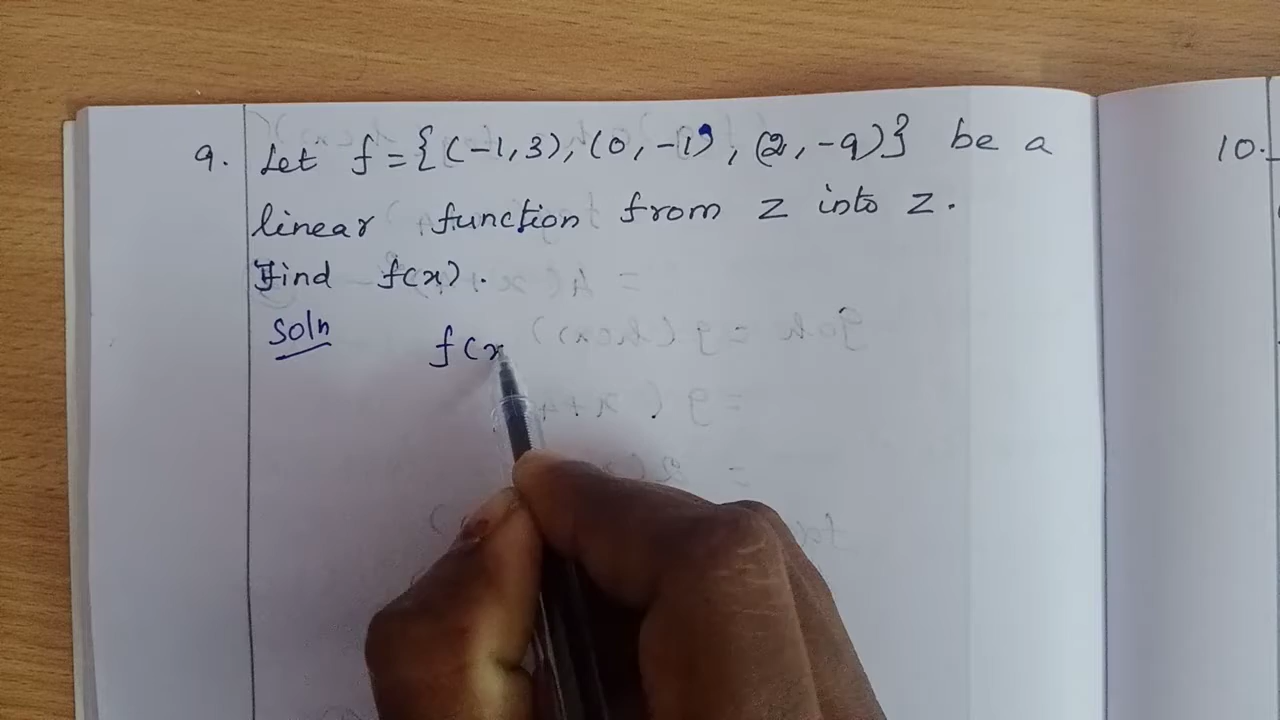 9. Let f = {(-1,3), (0,-1), (2,-9)} be a
linear function from Z into Z.
Find f(x).
Soln f(x
10.